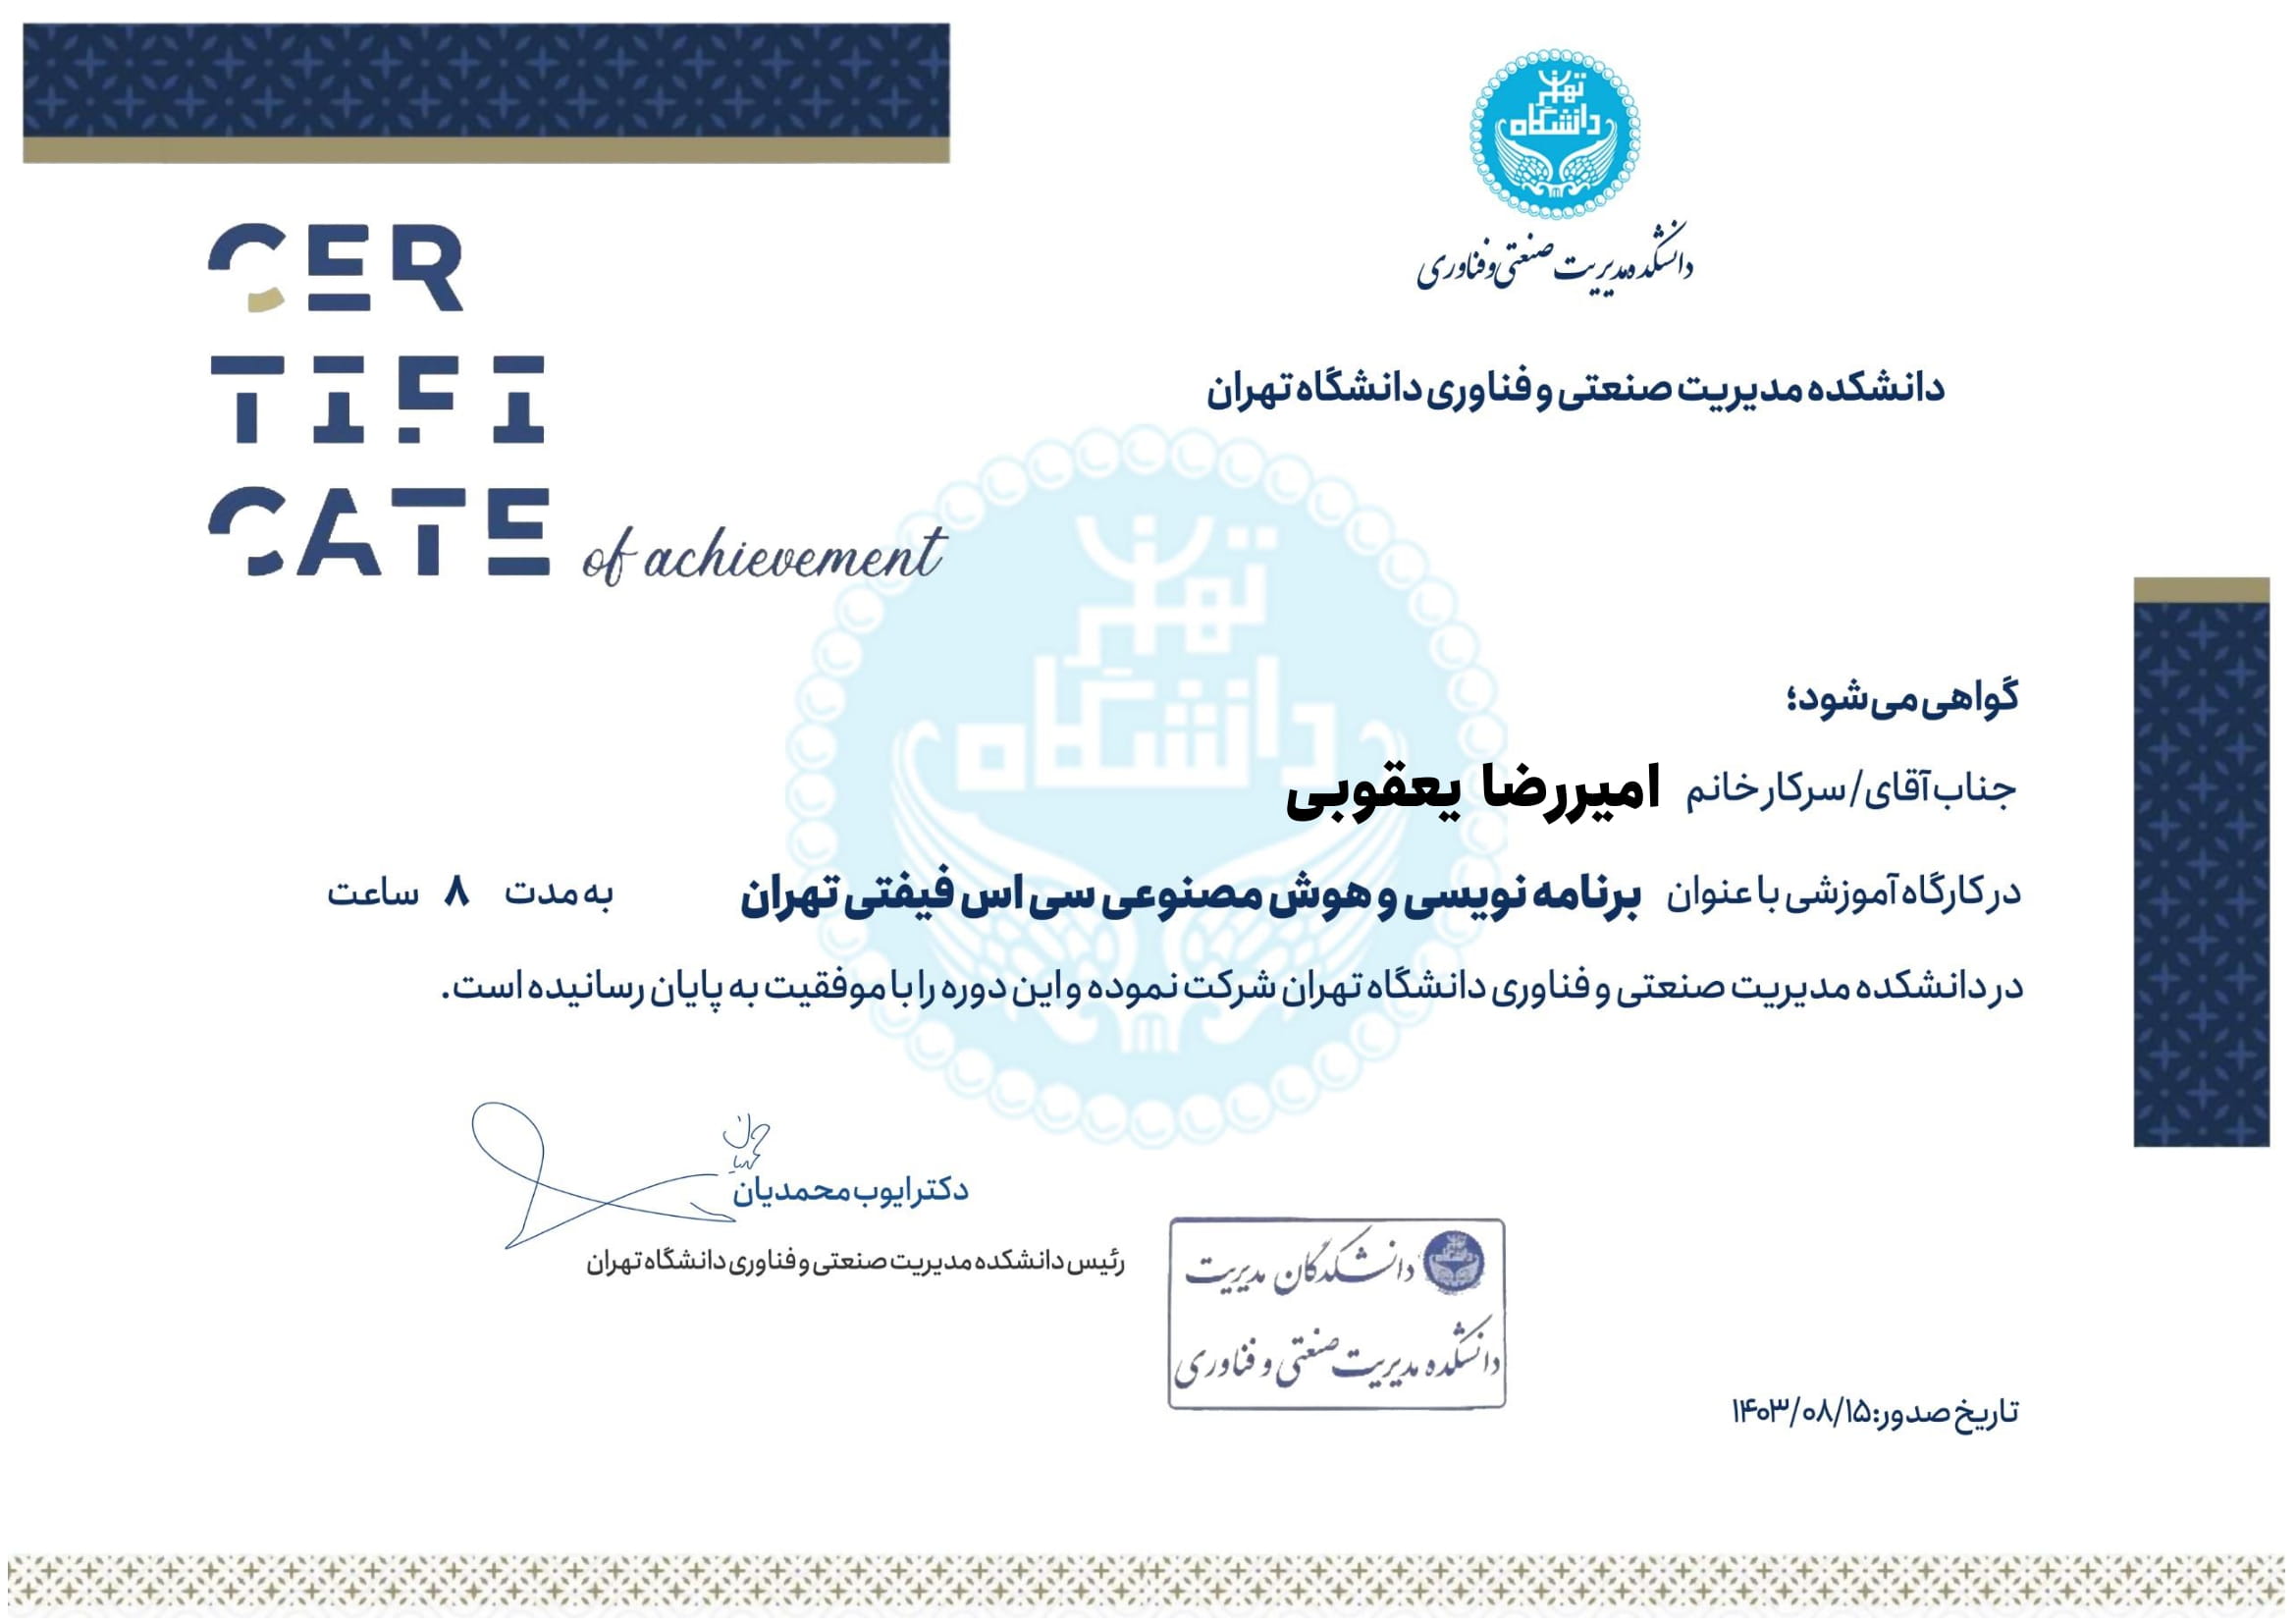 CER
TIFI
CATE of achievement
تهران
دانشگاه
دانشکده مدیریت صنعتی و فناوری
دانشکده مدیریت صنعتی و فناوری دانشگاه تهران
تهران
دانشگاه
گواهی می‌شود؛
جناب آقای/سرکار خانم امیررضا یعقوبی
در کارگاه آموزشی با عنوان برنامه نویسی و هوش مصنوعی سی اس فیفتی تهران به مدت ۸ ساعت
در دانشکده مدیریت صنعتی و فناوری دانشگاه تهران شرکت نموده و این دوره را با موفقیت به پایان رسانیده است.
دکتر ایوب محمدیان
رئیس دانشکده مدیریت صنعتی و فناوری دانشگاه تهران
دانشکدگان مدیریت
دانشکده مدیریت صنعتی و فناوری
تاریخ صدور: ۱۴۰۳/۰۸/۱۵